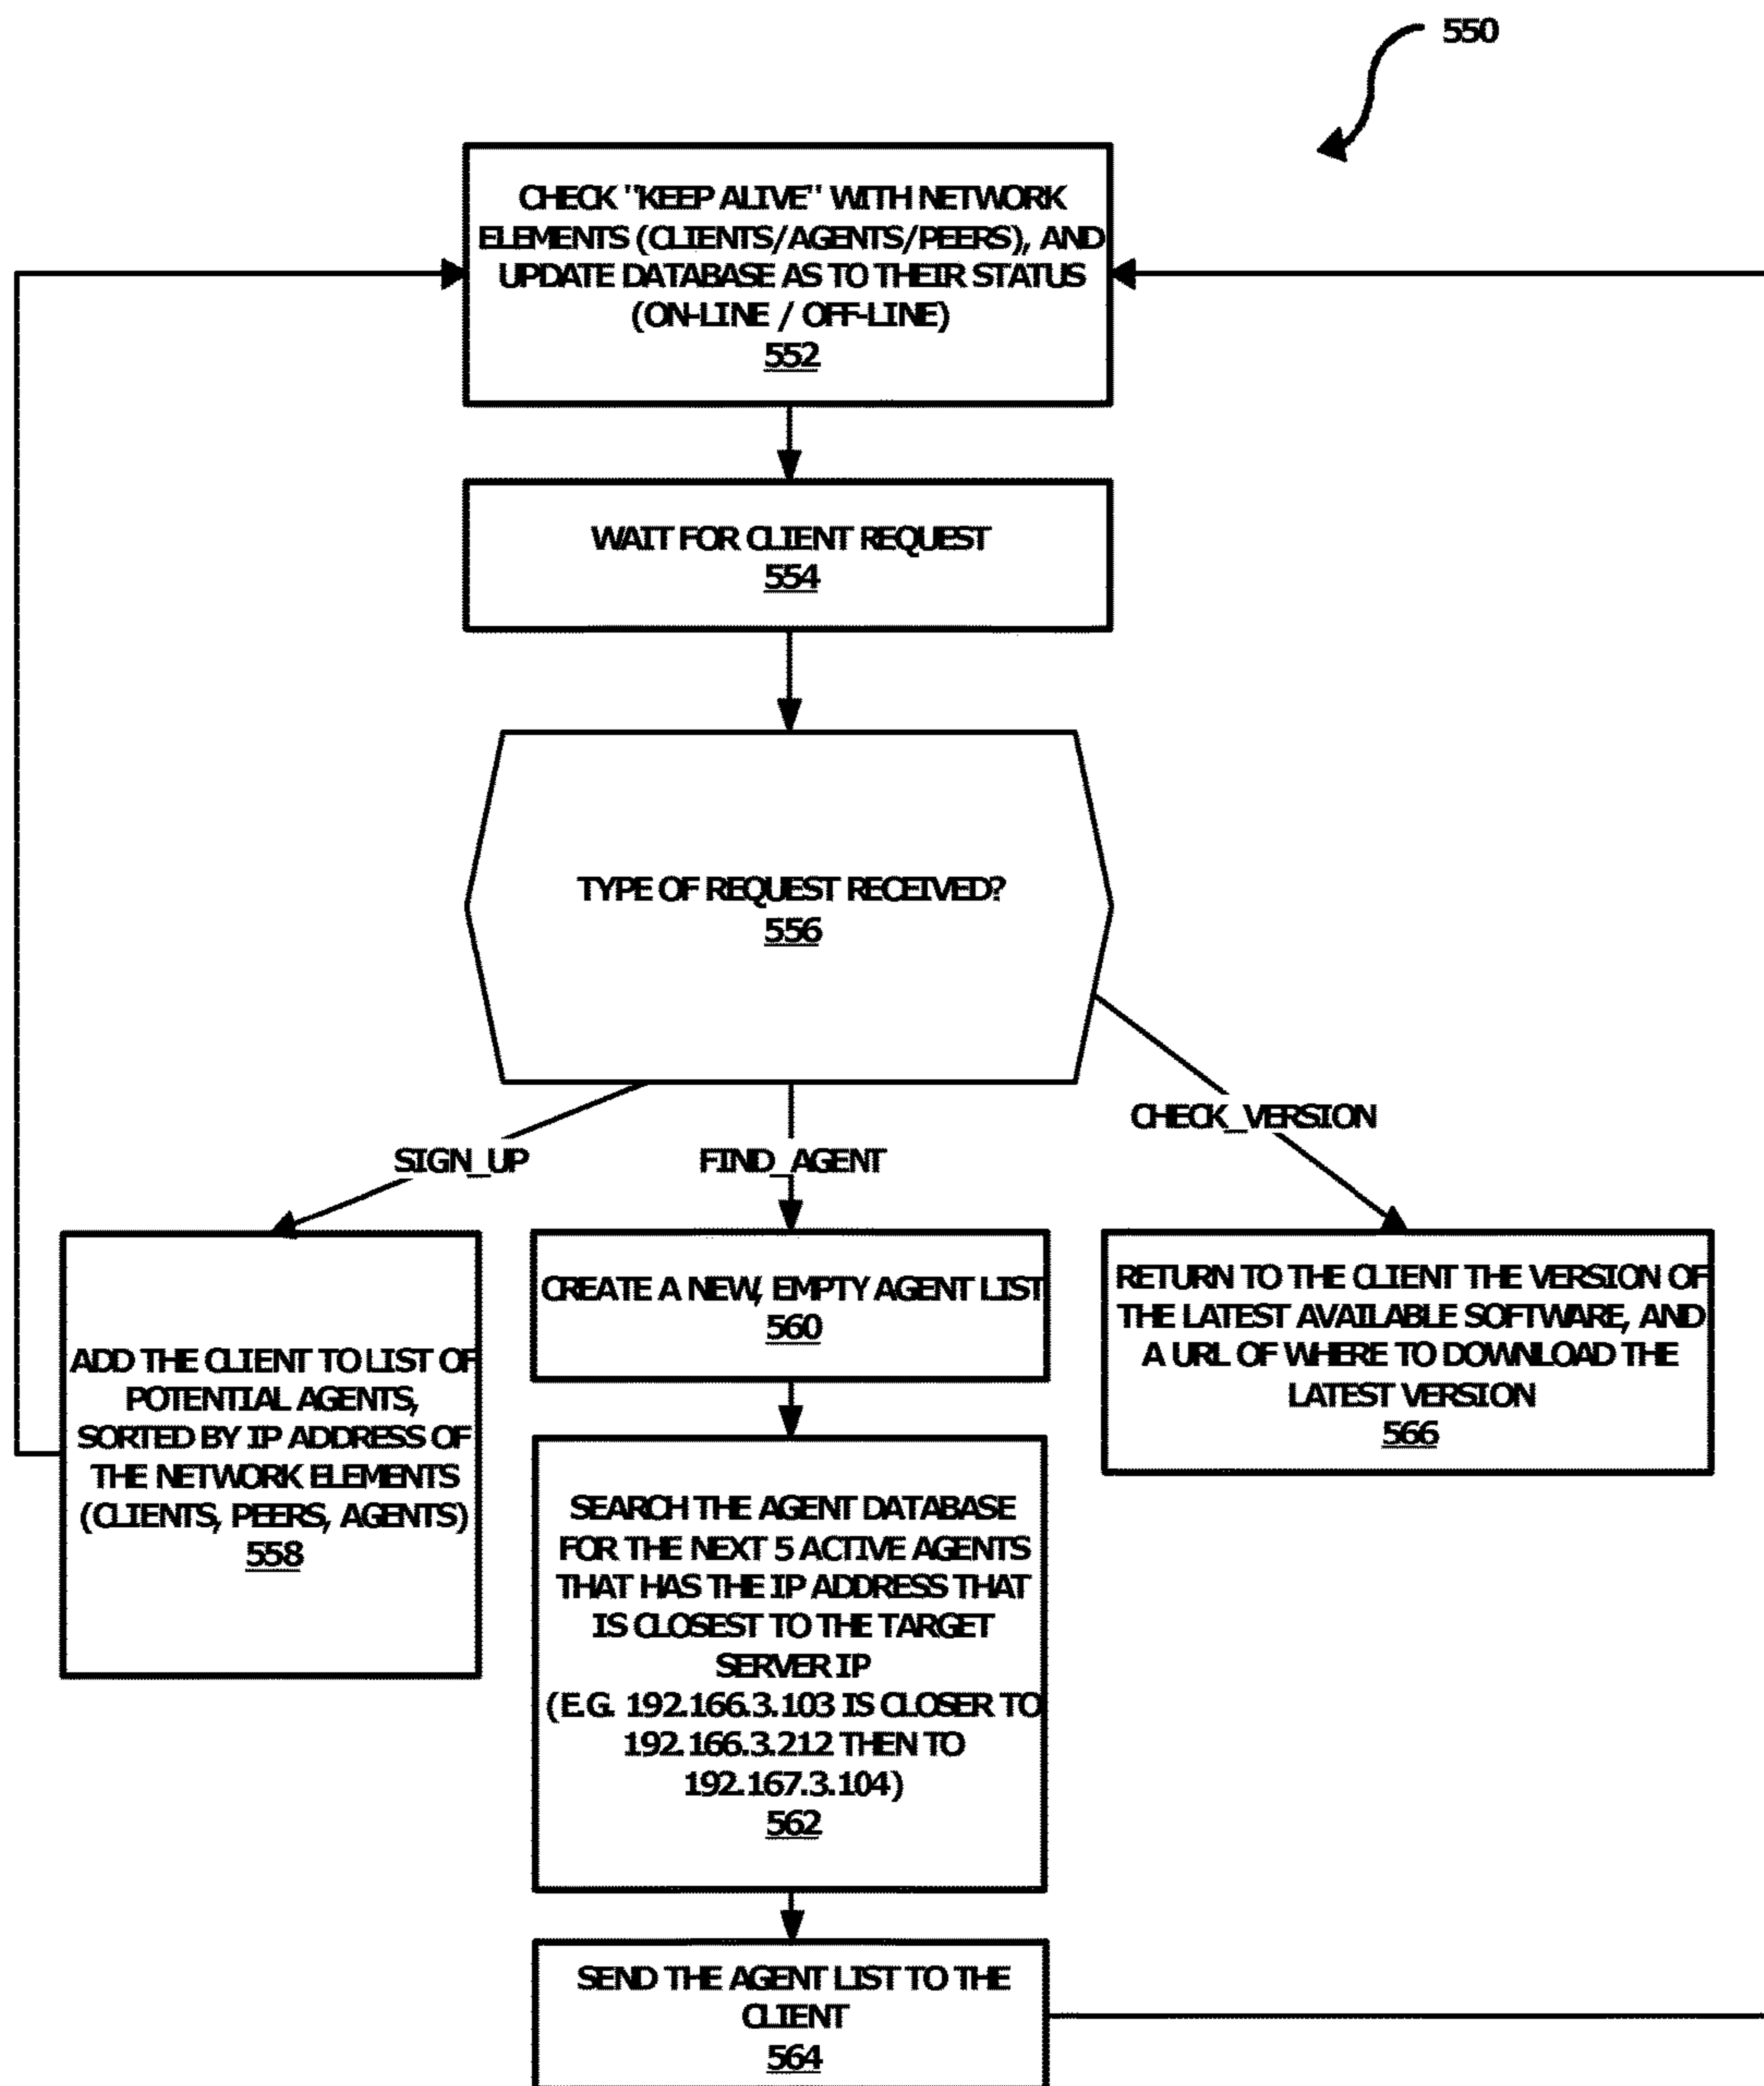 550
CHECK "KEEP ALIVE" WITH NETWORK
ELEMENTS (CLIENTS/AGENTS/PEERS), AND
UPDATE DATABASE AS TO THEIR STATUS
(ON-LINE / OFF-LINE)
552
WAIT FOR CLIENT REQUEST
554
TYPE OF REQUEST RECEIVED?
556
SIGN_UP
FIND_AGENT
CHECK_VERSION
ADD THE CLIENT TO LIST OF
POTENTIAL AGENTS,
SORTED BY IP ADDRESS OF
THE NETWORK ELEMENTS
(CLIENTS, PEERS, AGENTS)
558
CREATE A NEW, EMPTY AGENT LIST
560
SEARCH THE AGENT DATABASE
FOR THE NEXT 5 ACTIVE AGENTS
THAT HAS THE IP ADDRESS THAT
IS CLOSEST TO THE TARGET
SERVER IP
(E.G. 192.166.3.103 IS CLOSER TO
192.166.3.212 THEN TO
192.167.3.104)
562
SEND THE AGENT LIST TO THE
CLIENT
564
RETURN TO THE CLIENT THE VERSION OF
THE LATEST AVAILABLE SOFTWARE, AND
A URL OF WHERE TO DOWNLOAD THE
LATEST VERSION
566